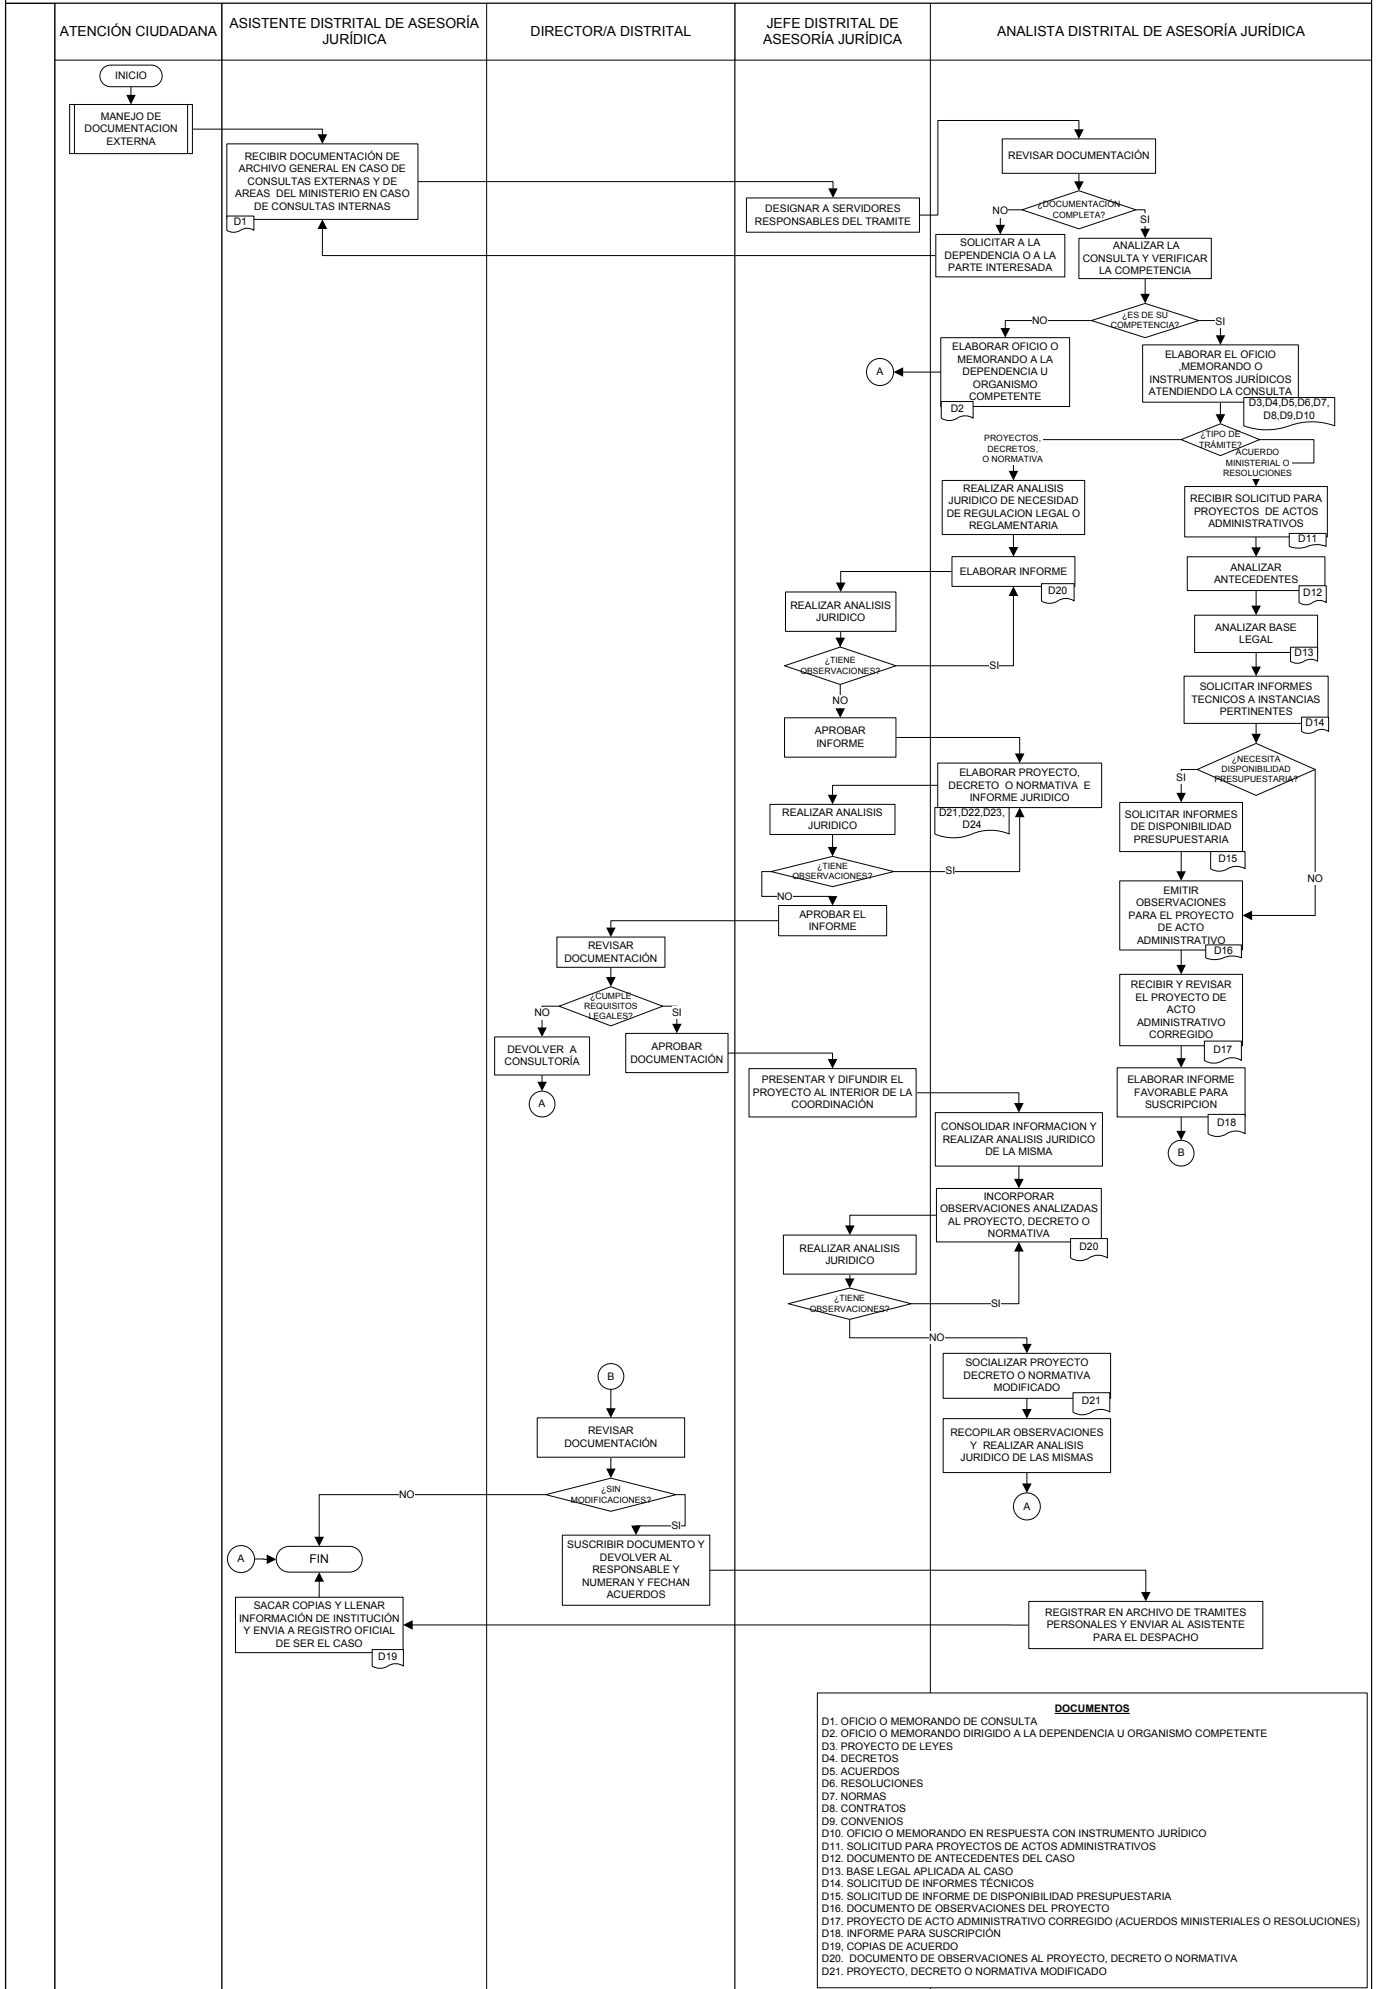 ATENCIÓN CIUDADANA
ASISTENTE DISTRITAL DE ASESORÍA
JURÍDICA
DIRECTOR/A DISTRITAL
JEFE DISTRITAL DE
ASESORÍA JURÍDICA
ANALISTA DISTRITAL DE ASESORÍA JURÍDICA
INICIO
MANEJO DE
DOCUMENTACION
EXTERNA
RECIBIR DOCUMENTACIÓN DE
ARCHIVO GENERAL EN CASO DE
CONSULTAS EXTERNAS Y DE
AREAS DEL MINISTERIO EN CASO
DE CONSULTAS INTERNAS
D1
DESIGNAR A SERVIDORES
RESPONSABLES DEL TRAMITE
REVISAR DOCUMENTACIÓN
¿DOCUMENTACIÓN
COMPLETA?
NO
SI
SOLICITAR A LA
DEPENDENCIA O A LA
PARTE INTERESADA
ANALIZAR LA
CONSULTA Y VERIFICAR
LA COMPETENCIA
¿ES DE SU
COMPETENCIA?
NO
SI
ELABORAR OFICIO O
MEMORANDO A LA
DEPENDENCIA U
ORGANISMO
COMPETENTE
D2
A
ELABORAR EL OFICIO
,MEMORANDO O
INSTRUMENTOS JURÍDICOS
ATENDIENDO LA CONSULTA
D3,D4,D5,D6,D7,
D8,D9,D10
¿TIPO DE
TRÁMITE?
PROYECTOS,
DECRETOS,
O NORMATIVA
ACUERDO
MINISTERIAL O
RESOLUCIONES
REALIZAR ANALISIS
JURIDICO DE NECESIDAD
DE REGULACION LEGAL O
REGLAMENTARIA
RECIBIR SOLICITUD PARA
PROYECTOS DE ACTOS
ADMINISTRATIVOS
D11
ELABORAR INFORME
D20
ANALIZAR
ANTECEDENTES
D12
REALIZAR ANALISIS
JURIDICO
ANALIZAR BASE
LEGAL
D13
¿TIENE
OBSERVACIONES?
SI
NO
SOLICITAR INFORMES
TECNICOS A INSTANCIAS
PERTINENTES
D14
APROBAR
INFORME
¿NECESITA
DISPONIBILIDAD
PRESUPUESTARIA?
SI
NO
ELABORAR PROYECTO,
DECRETO O NORMATIVA E
INFORME JURIDICO
D21,D22,D23,
D24
REALIZAR ANALISIS
JURIDICO
SOLICITAR INFORMES
DE DISPONIBILIDAD
PRESUPUESTARIA
D15
¿TIENE
OBSERVACIONES?
SI
NO
APROBAR EL
INFORME
EMITIR
OBSERVACIONES
PARA EL PROYECTO
DE ACTO
ADMINISTRATIVO
D16
REVISAR
DOCUMENTACIÓN
¿CUMPLE
REQUISITOS
LEGALES?
NO
SI
RECIBIR Y REVISAR
EL PROYECTO DE
ACTO
ADMINISTRATIVO
CORREGIDO
D17
DEVOLVER A
CONSULTORÍA
A
APROBAR
DOCUMENTACIÓN
PRESENTAR Y DIFUNDIR EL
PROYECTO AL INTERIOR DE LA
COORDINACIÓN
ELABORAR INFORME
FAVORABLE PARA
SUSCRIPCION
D18
B
CONSOLIDAR INFORMACION Y
REALIZAR ANALISIS JURIDICO
DE LA MISMA
INCORPORAR
OBSERVACIONES ANALIZADAS
AL PROYECTO, DECRETO O
NORMATIVA
D20
REALIZAR ANALISIS
JURIDICO
¿TIENE
OBSERVACIONES?
SI
NO
SOCIALIZAR PROYECTO
DECRETO O NORMATIVA
MODIFICADO
D21
RECOPILAR OBSERVACIONES
Y REALIZAR ANALISIS
JURIDICO DE LAS MISMAS
A
B
REVISAR
DOCUMENTACIÓN
¿SIN
MODIFICACIONES?
NO
SI
A
FIN
SUSCRIBIR DOCUMENTO Y
DEVOLVER AL
RESPONSABLE Y
NUMERAN Y FECHAN
ACUERDOS
SACAR COPIAS Y LLENAR
INFORMACIÓN DE INSTITUCIÓN
Y ENVIA A REGISTRO OFICIAL
DE SER EL CASO
D19
REGISTRAR EN ARCHIVO DE TRAMITES
PERSONALES Y ENVIAR AL ASISTENTE
PARA EL DESPACHO
DOCUMENTOS
D1. OFICIO O MEMORANDO DE CONSULTA
D2. OFICIO O MEMORANDO DIRIGIDO A LA DEPENDENCIA U ORGANISMO COMPETENTE
D3. PROYECTO DE LEYES
D4. DECRETOS
D5. ACUERDOS
D6. RESOLUCIONES
D7. NORMAS
D8. CONTRATOS
D9. CONVENIOS
D10. OFICIO O MEMORANDO EN RESPUESTA CON INSTRUMENTO JURÍDICO
D11. SOLICITUD PARA PROYECTOS DE ACTOS ADMINISTRATIVOS
D12. DOCUMENTO DE ANTECEDENTES DEL CASO
D13. BASE LEGAL APLICADA AL CASO
D14. SOLICITUD DE INFORMES TÉCNICOS
D15. SOLICITUD DE INFORME DE DISPONIBILIDAD PRESUPUESTARIA
D16. DOCUMENTO DE OBSERVACIONES DEL PROYECTO
D17. PROYECTO DE ACTO ADMINISTRATIVO CORREGIDO (ACUERDOS MINISTERIALES O RESOLUCIONES)
D18. INFORME PARA SUSCRIPCIÓN
D19, COPIAS DE ACUERDO
D20. DOCUMENTO DE OBSERVACIONES AL PROYECTO, DECRETO O NORMATIVA
D21. PROYECTO, DECRETO O NORMATIVA MODIFICADO